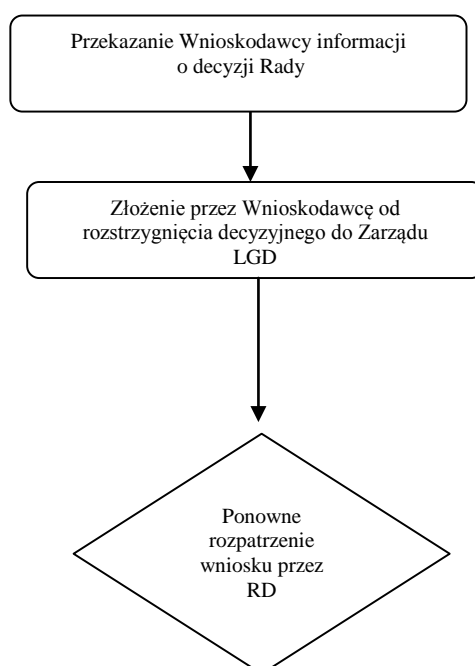 Przekazanie Wnioskodawcy informacji
o decyzji Rady
Złożenie przez Wnioskodawcę od
rozstrzygnięcia decyzyjnego do Zarządu
LGD
Ponowne
rozpatrzenie
wniosku przez
RD